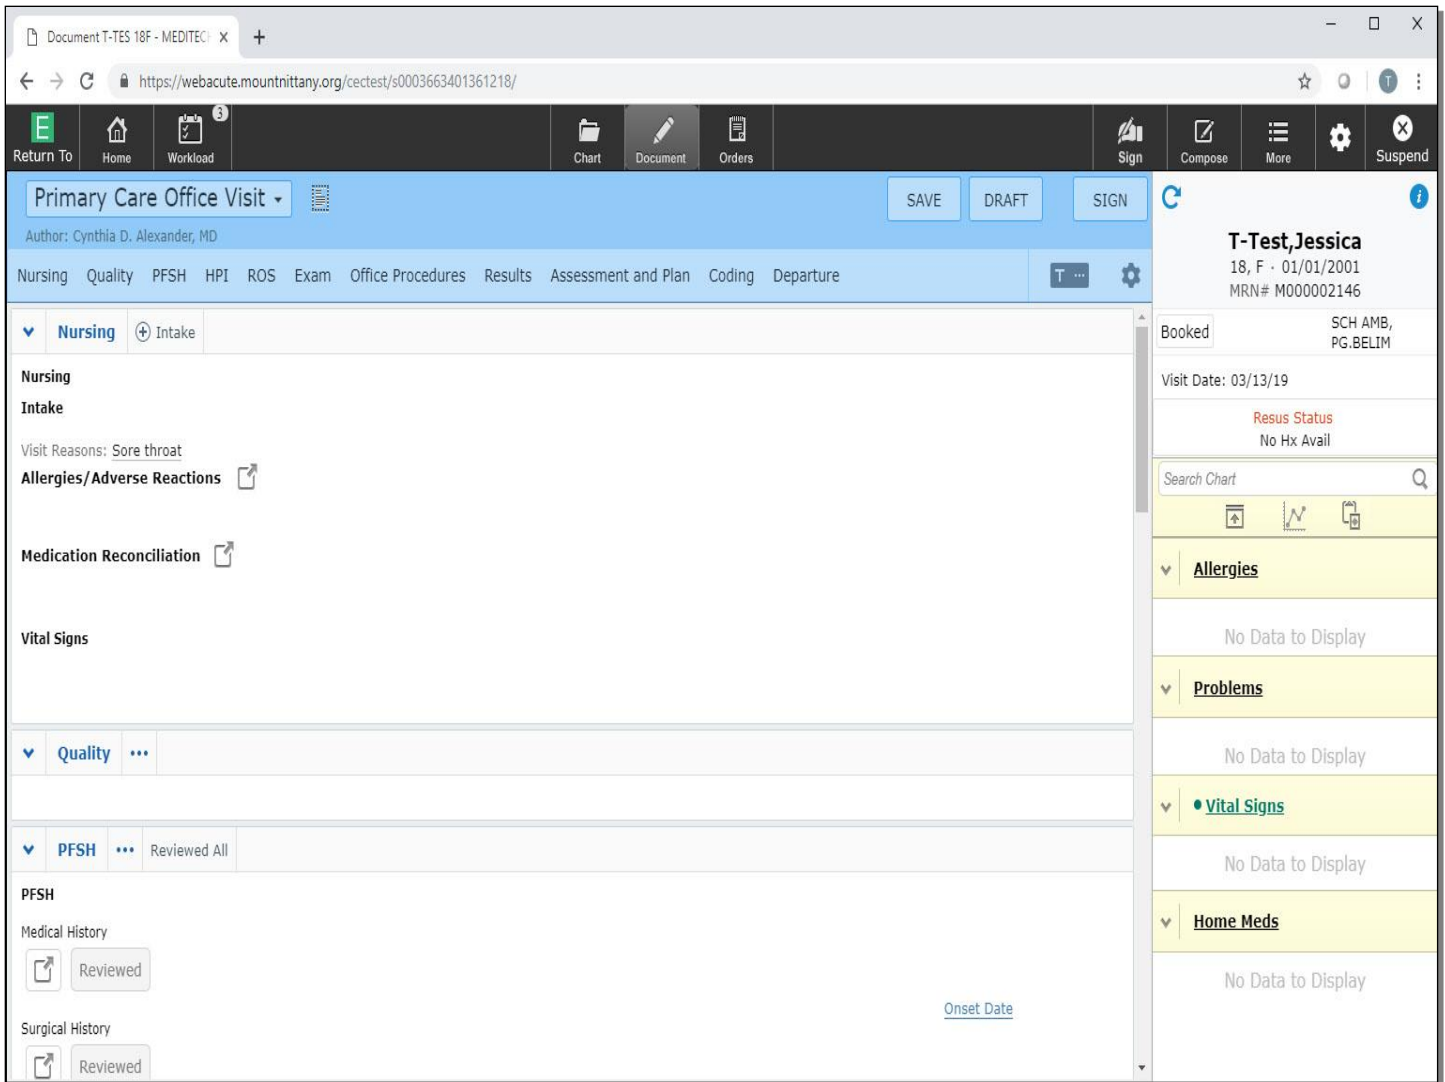 Document T-TES 18F - MEDITECH
https://webacute.mountnittany.org/cectest/s0003663401361218/
T
E
3
Return To
Home
Workload
Chart
Document
Orders
Sign
Compose
More
Suspend
Primary Care Office Visit
SAVE
DRAFT
SIGN
Author: Cynthia D. Alexander, MD
Nursing Quality PFSH HPI ROS Exam Office Procedures Results Assessment and Plan Coding Departure
T ...
Nursing
Intake
Nursing
Intake
Visit Reasons: Sore throat
Allergies/Adverse Reactions
Medication Reconciliation
Vital Signs
Quality
PFSH
Reviewed All
PFSH
Medical History
Reviewed
Onset Date
Surgical History
Reviewed
T-Test,Jessica
18, F · 01/01/2001
MRN# M000002146
Booked
SCH AMB,
PG.BELIM
Visit Date: 03/13/19
Resus Status
No Hx Avail
Search Chart
Allergies
No Data to Display
Problems
No Data to Display
Vital Signs
No Data to Display
Home Meds
No Data to Display